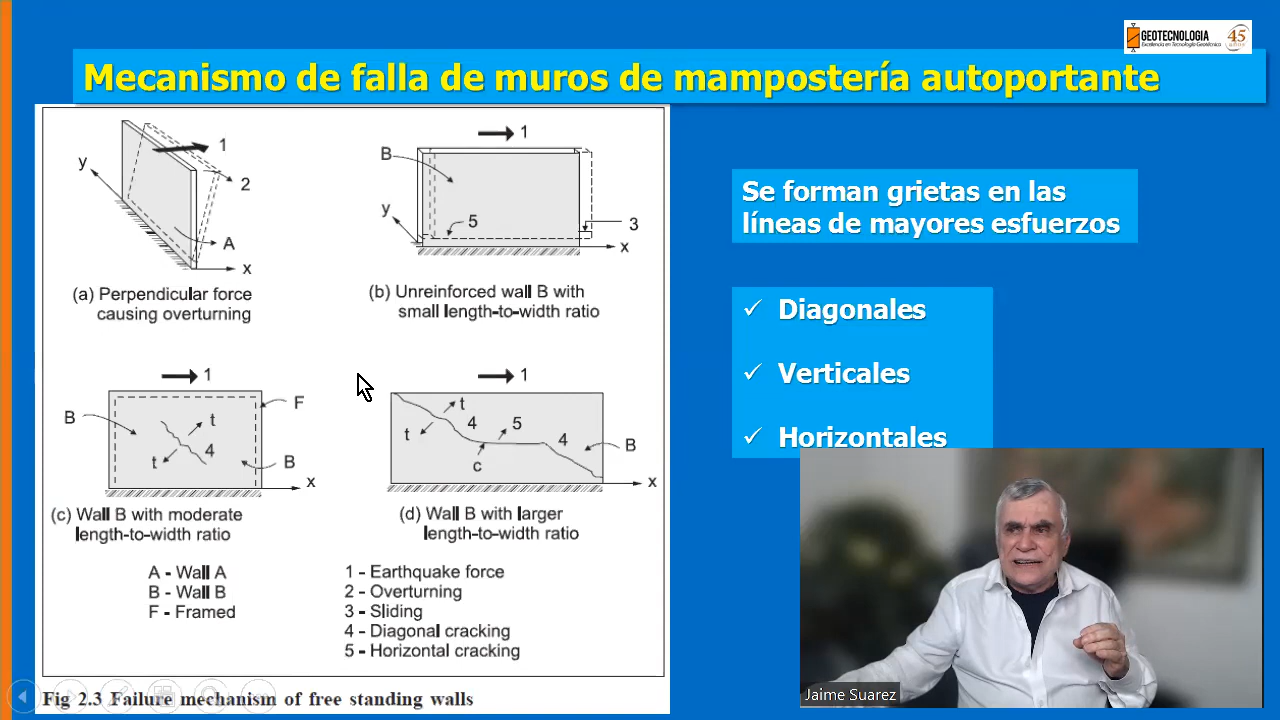 GEOTECNOLOGIA
Excelencia en Tecnología Geotécnica
45
Mecanismo de falla de muros de mampostería autoportante
1
y
2
A
x
(a) Perpendicular force
causing overturning
1
B
y
5
3
x
(b) Unreinforced wall B with
small length-to-width ratio
1
F
B
t
4
t
B
x
(c) Wall B with moderate
length-to-width ratio
1
t
4
5
t
4
B
c
x
(d) Wall B with larger
length-to-width ratio
A - Wall A
B - Wall B
F - Framed
1 - Earthquake force
2 - Overturning
3 - Sliding
4 - Diagonal cracking
5 - Horizontal cracking
Fig 2.3 Failure mechanism of free standing walls
Se forman grietas en las
líneas de mayores esfuerzos
✓ Diagonales
✓ Verticales
✓ Horizontales
Jaime Suarez